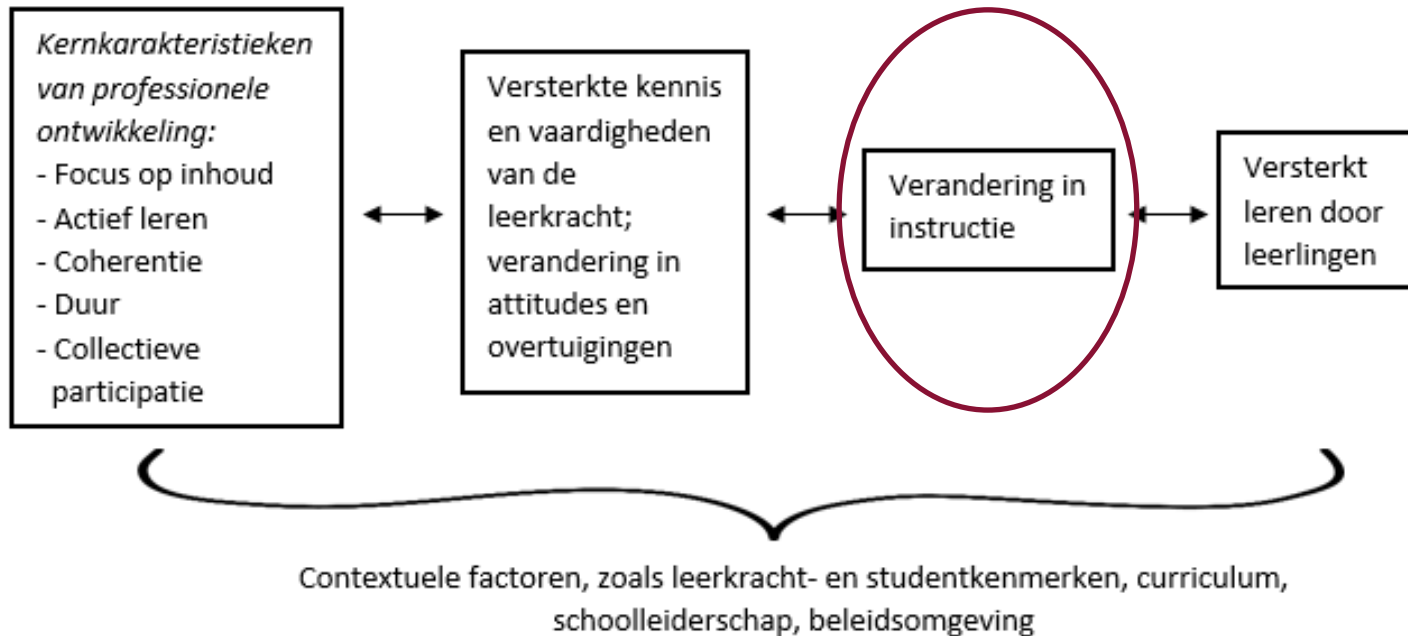 Kernkarakteristieken
van professionele
ontwikkeling:
- Focus op inhoud
- Actief leren
- Coherentie
- Duur
- Collectieve
participatie
Versterkte kennis
en vaardigheden
van de
leerkracht;
verandering in
attitudes en
overtuigingen
Verandering in
instructie
Versterkt
leren door
leerlingen
Contextuele factoren, zoals leerkracht- en studentkenmerken, curriculum,
schoolleiderschap, beleidsomgeving